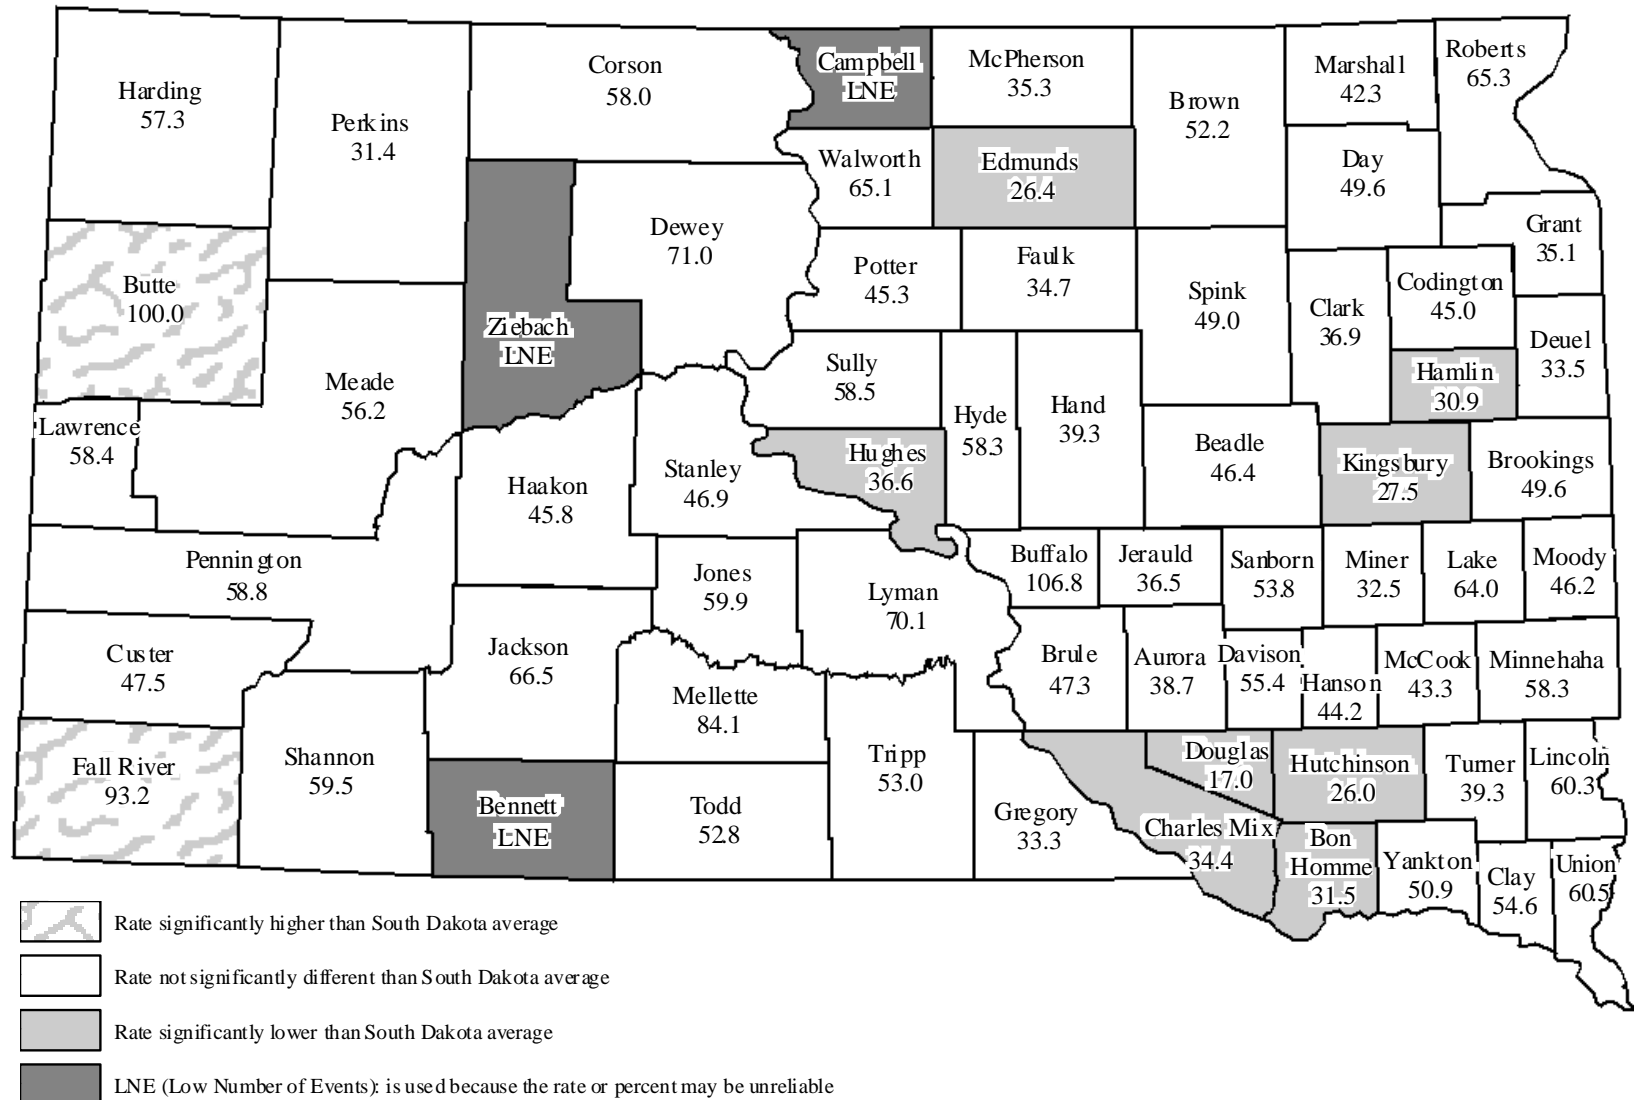 Harding
57.3
Perkins
31.4
Corson
58.0
Campbell
LNE
McPherson
35.3
Brown
52.2
Marshall
42.3
Roberts
65.3
Walworth
65.1
Edmunds
26.4
Day
49.6
Butte
100.0
Dewey
71.0
Ziebach
LNE
Potter
45.3
Faulk
34.7
Spink
49.0
Clark
36.9
Codington
45.0
Grant
35.1
Deuel
33.5
Hamlin
30.9
Meade
56.2
Lawrence
58.4
Sully
58.5
Hyde
58.3
Hand
39.3
Beadle
46.4
Kingsbury
27.5
Brookings
49.6
Haakon
45.8
Stanley
46.9
Hughes
36.6
Pennington
58.8
Jones
59.9
Lyman
70.1
Buffalo
106.8
Jerauld
36.5
Sanborn
53.8
Miner
32.5
Lake
64.0
Moody
46.2
Custer
47.5
Jackson
66.5
Mellette
84.1
Brule
47.3
Aurora
38.7
Davison
55.4
Hanson
44.2
McCook
43.3
Minnehaha
58.3
Fall River
93.2
Shannon
59.5
Bennett
LNE
Todd
52.8
Tripp
53.0
Gregory
33.3
Charles Mix
34.4
Douglas
17.0
Hutchinson
26.0
Turner
39.3
Lincoln
60.3
Bon
Homme
31.5
Yankton
50.9
Clay
54.6
Union
60.5
Rate significantly higher than South Dakota average
Rate not significantly different than South Dakota average
Rate significantly lower than South Dakota average
LNE (Low Number of Events): is used because the rate or percent may be unreliable